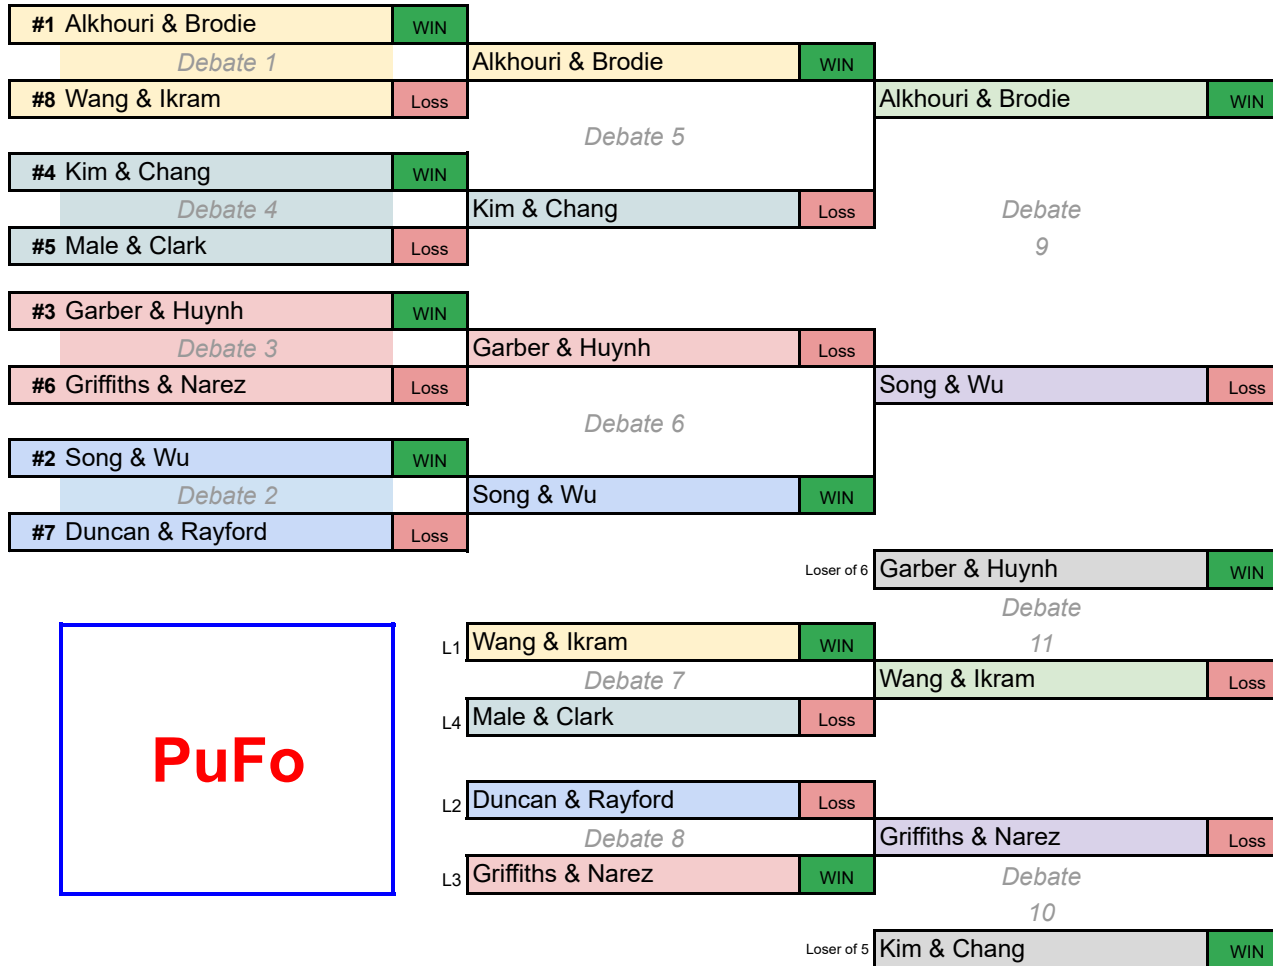 #1 Alkhouri & Brodie WIN
Debate 1 Alkhouri & Brodie WIN
#8 Wang & Ikram Loss Alkhouri & Brodie WIN
Debate 5
#4 Kim & Chang WIN
Debate 4 Kim & Chang Loss Debate
#5 Male & Clark Loss 9
#3 Garber & Huynh WIN
Debate 3 Garber & Huynh Loss
#6 Griffiths & Narez Loss Song & Wu Loss
Debate 6
#2 Song & Wu WIN
Debate 2 Song & Wu WIN
#7 Duncan & Rayford Loss
Loser of 6 Garber & Huynh WIN
Debate
L1 Wang & Ikram WIN 11
Debate 7 Wang & Ikram Loss
L4 Male & Clark Loss
PuFo
L2 Duncan & Rayford Loss
Debate 8 Griffiths & Narez Loss
L3 Griffiths & Narez WIN Debate
10
Loser of 5 Kim & Chang WIN